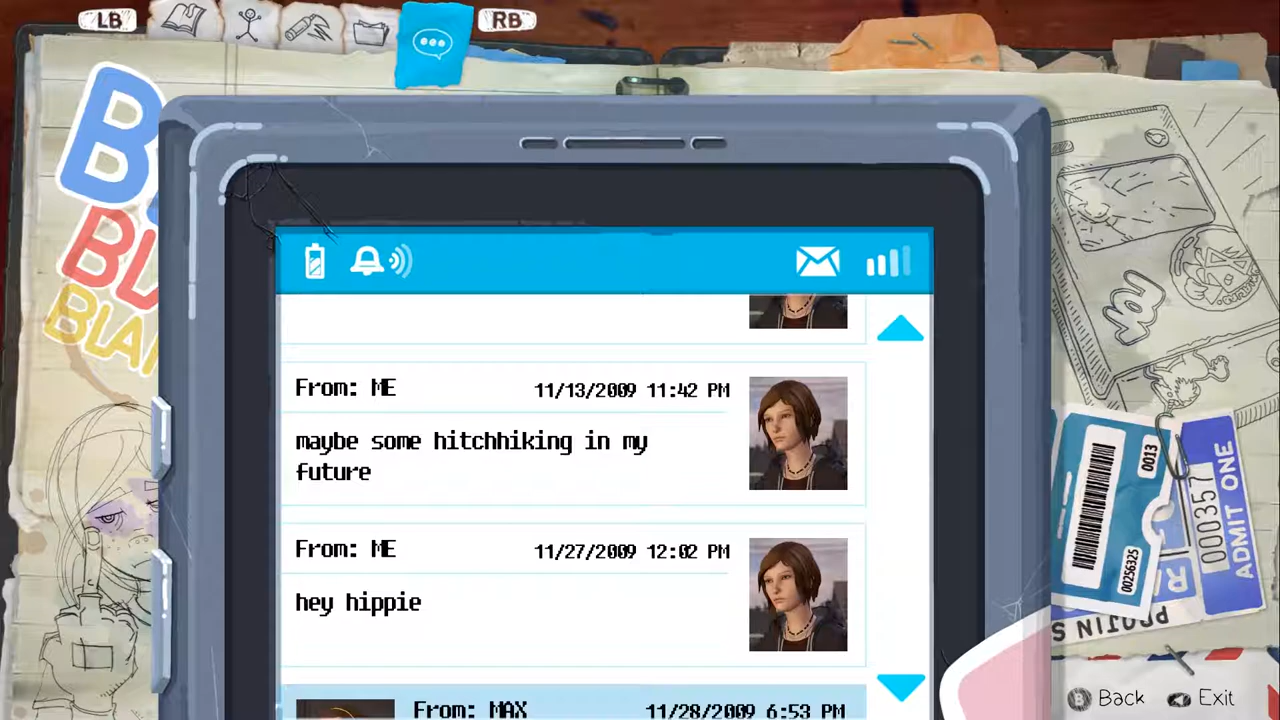 LB
RB
From: ME 11/13/2009 11:42 PM
maybe some hitchhiking in my
future
From: ME 11/27/2009 12:02 PM
hey hippie
From: MAX 11/28/2009 6:53 PM
0013
00256325
000357
ADMIT ONE
Back
Exit